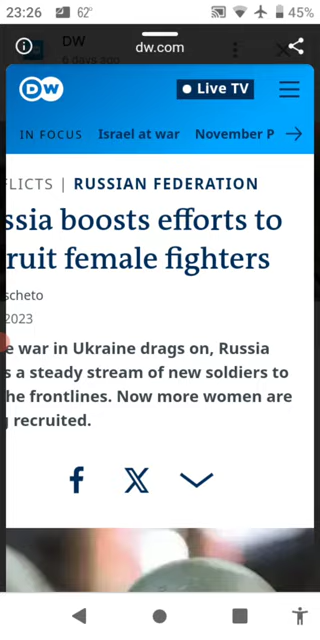 23:26 62° 45%
DW
6 days ago
dw.com
DW Live TV
IN FOCUS Israel at war November P
FLICTS | RUSSIAN FEDERATION
ssia boosts efforts to
ruit female fighters
scheto
2023
e war in Ukraine drags on, Russia
s a steady stream of new soldiers to
he frontlines. Now more women are
g recruited.